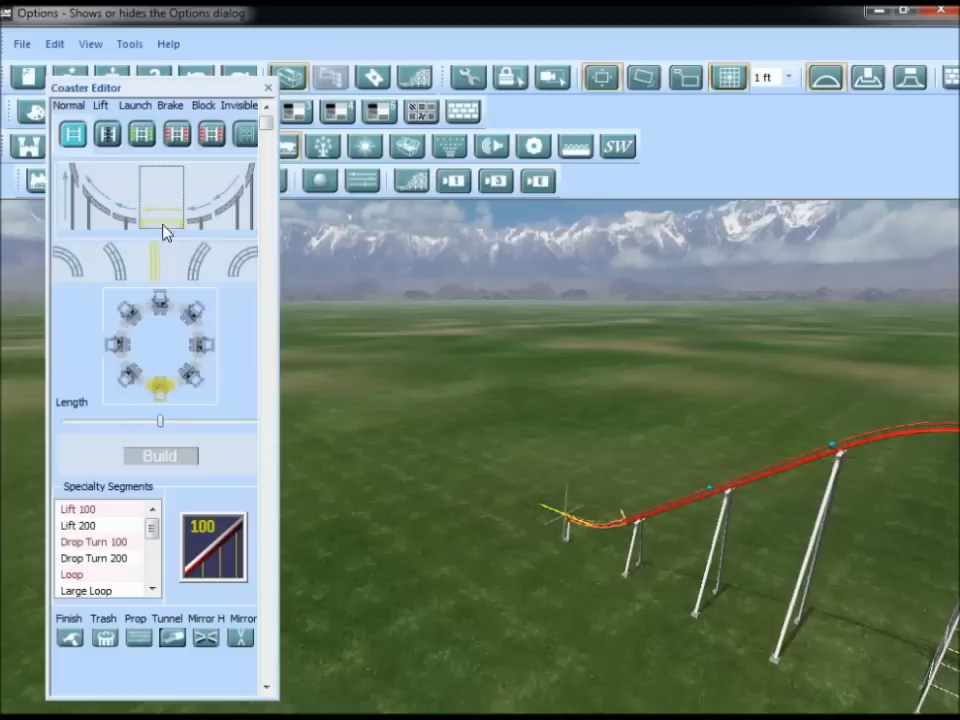 Options - Shows or hides the Options dialog
File Edit View Tools Help
Coaster Editor
1 ft
Normal Lift Launch Brake Block Invisible
SW
Length
Build
Specialty Segments
Lift 100
Lift 200
Drop Turn 100
Drop Turn 200
Loop
Large Loop
100
Finish Trash Prop Tunnel Mirror H Mirror